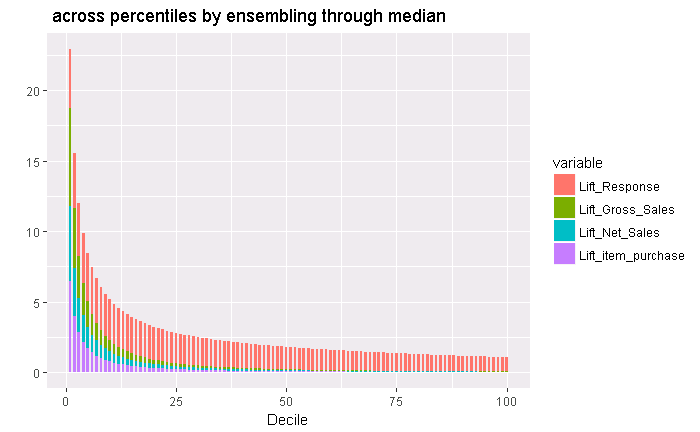 across percentiles by ensembling through median
20
15
10
5
0
0 25 50 75 100
Decile
variable
Lift_Response
Lift_Gross_Sales
Lift_Net_Sales
Lift_item_purchase